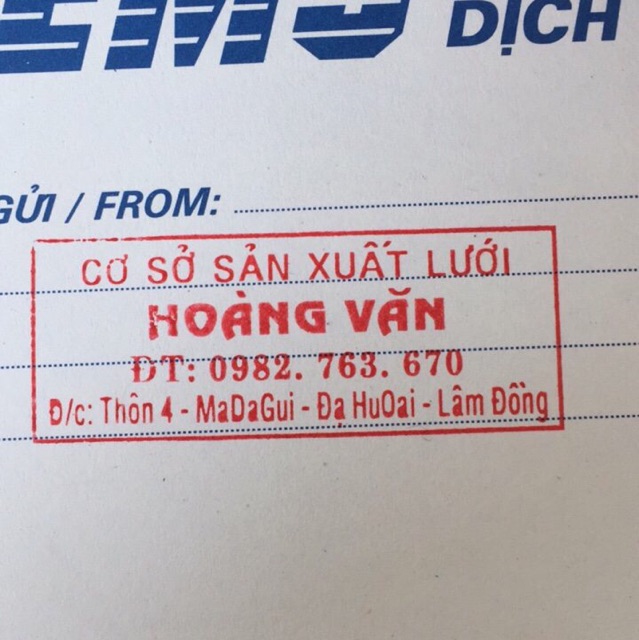 EMS DỊCH
GỬI / FROM:
CƠ SỞ SẢN XUẤT LƯỚI
HOÀNG VĂN
ĐT: 0982. 763. 670
Đ/c: Thôn 4 - MaDaGui - Đạ HuOai - Lâm Đồng